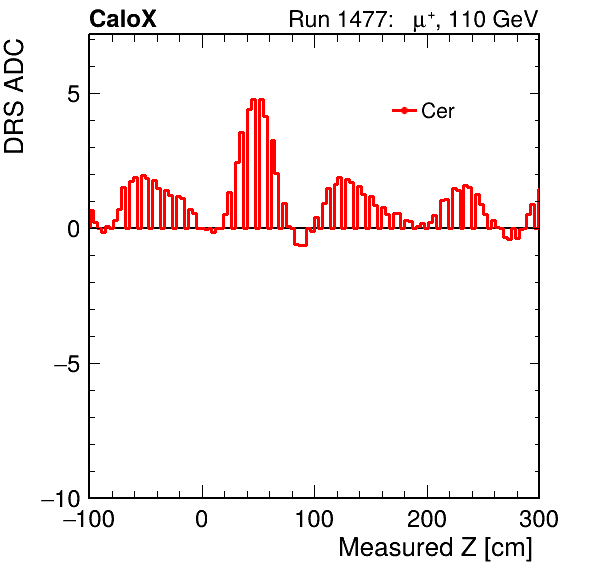 CaloX Run 1477: μ⁺, 110 GeV
DRS ADC
Cer
5
0
−5
−10
−100 0 100 200 300
Measured Z [cm]